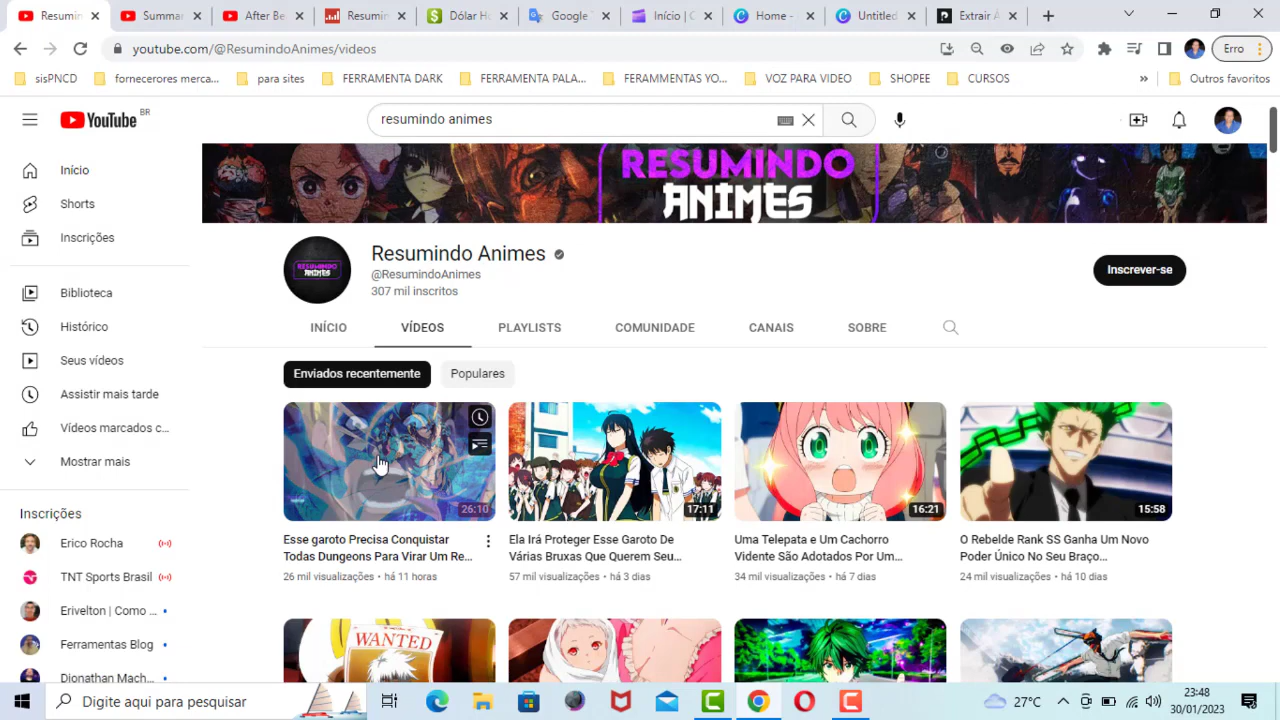 Resumin
Summar
After Be
Resumin
Dólar H
Google
Início | C
Home -
Untitled
Extrair Á
youtube.com/@ResumindoAnimes/videos
Erro
sisPNCD
fornecerores merca...
para sites
FERRAMENTA DARK
FERRAMENTA PALA...
FERAMMENTAS YO...
VOZ PARA VIDEO
SHOPEE
CURSOS
»
Outros favoritos
YouTube BR
resumindo animes
Início
Shorts
Inscrições
Biblioteca
Histórico
Seus vídeos
Assistir mais tarde
Vídeos marcados c...
Mostrar mais
Inscrições
Erico Rocha
TNT Sports Brasil
Erivelton | Como ...
Ferramentas Blog
Dionathan Mach...
RESUMINDO
ANIMES
RESUMINDO
ANIMES
Resumindo Animes
@ResumindoAnimes
307 mil inscritos
Inscrever-se
INÍCIO
VÍDEOS
PLAYLISTS
COMUNIDADE
CANAIS
SOBRE
Enviados recentemente
Populares
26:10
17:11
16:21
15:58
Esse garoto Precisa Conquistar
Todas Dungeons Para Virar Um Re...
26 mil visualizações • há 11 horas
Ela Irá Proteger Esse Garoto De
Várias Bruxas Que Querem Seu...
57 mil visualizações • há 3 dias
Uma Telepata e Um Cachorro
Vidente São Adotados Por Um...
34 mil visualizações • há 7 dias
O Rebelde Rank SS Ganha Um Novo
Poder Único No Seu Braço...
24 mil visualizações • há 10 dias
WANTED
Digite aqui para pesquisar
27°C
23:48
30/01/2023